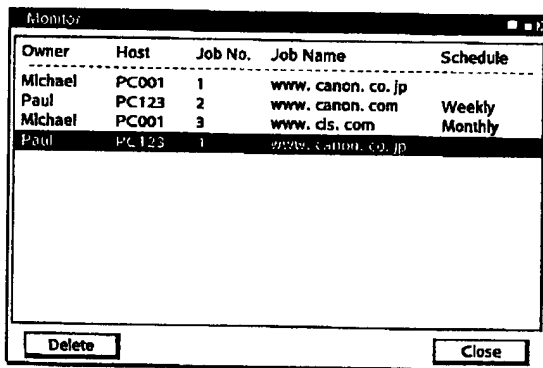 Monitor
Owner Host Job No. Job Name Schedule
Michael PC001 1 www. canon. co. jp
Paul PC123 2 www. canon. com Weekly
Michael PC001 3 www. cis. com Monthly
Paul PC123 1 www. canon. co. jp
Delete Close